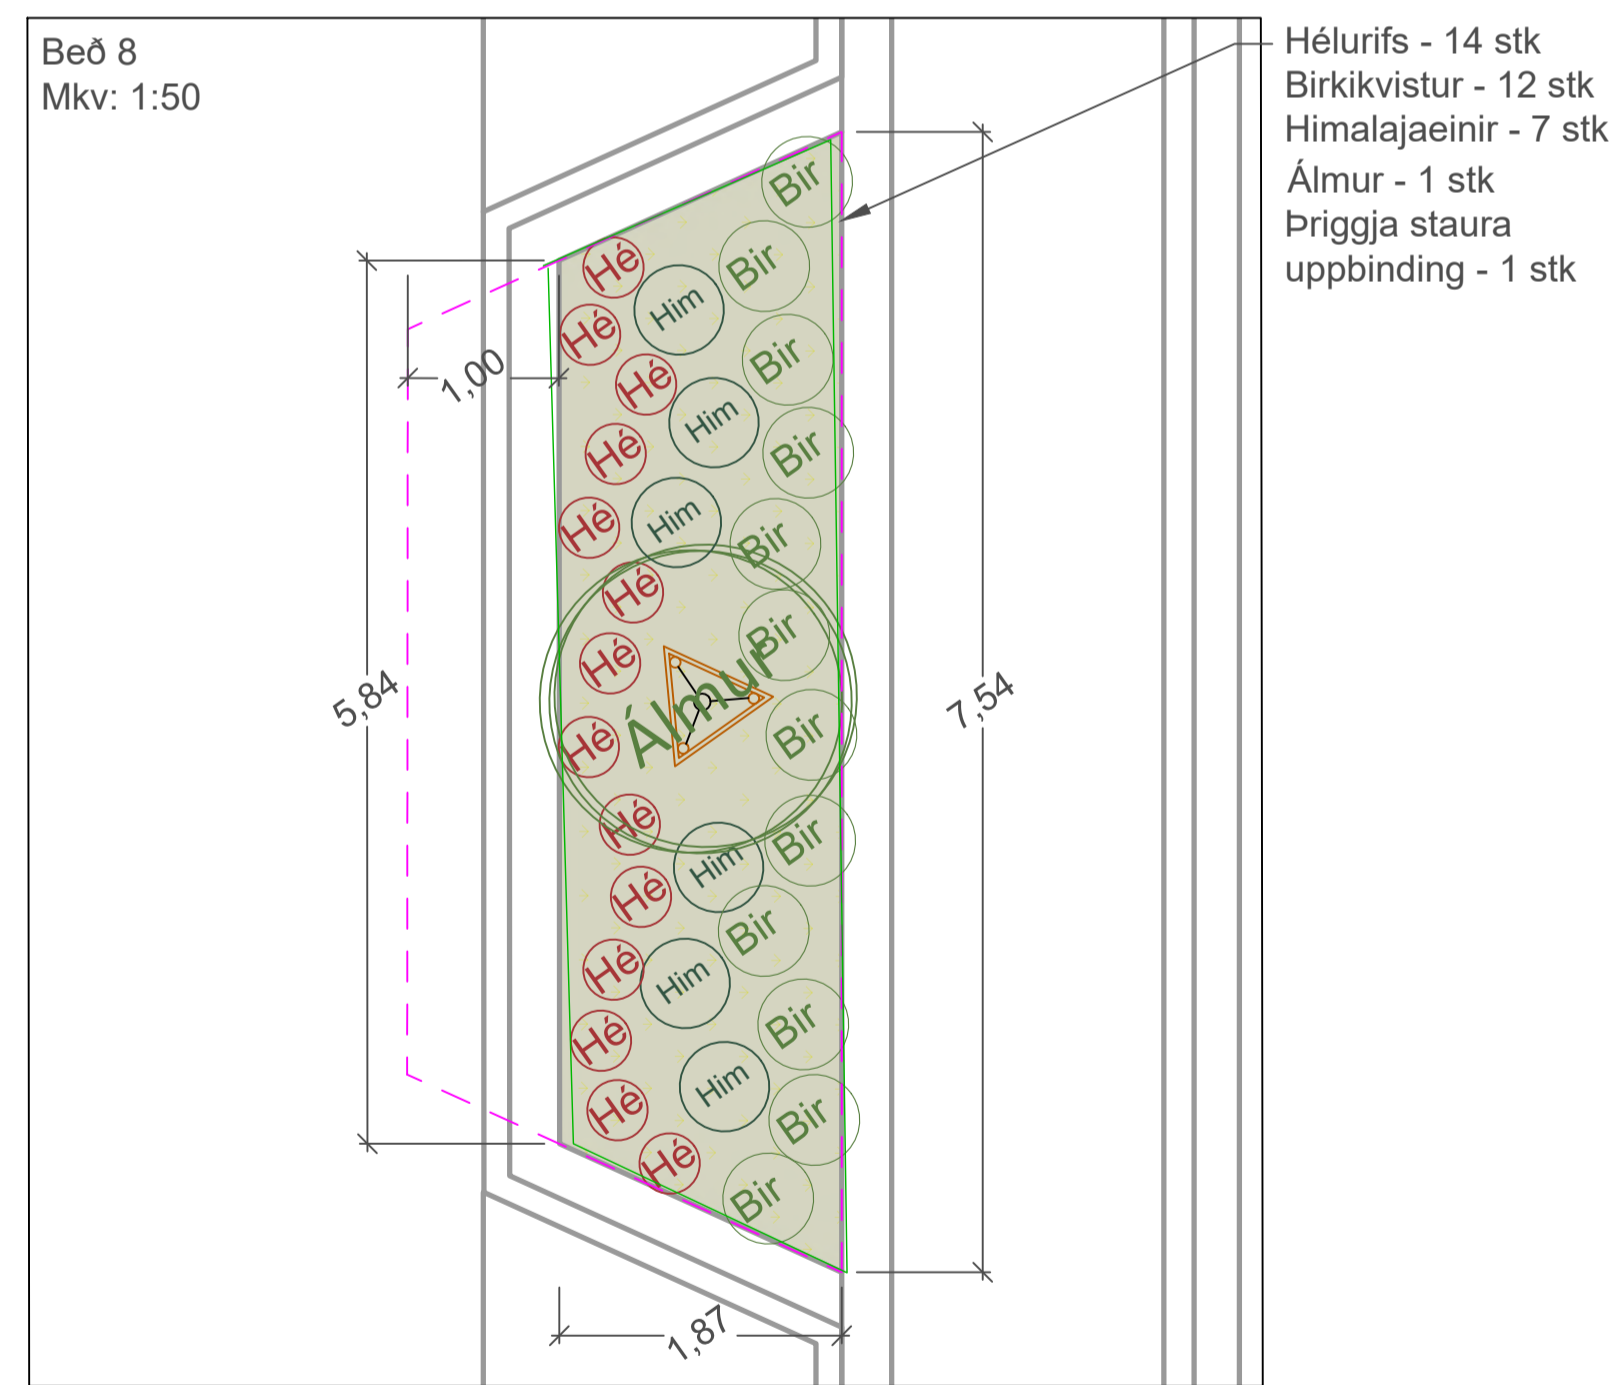 Beð 8
Mkv: 1:50
Hélurifs - 14 stk
Birkikvistur - 12 stk
Himalajaeinir - 7 stk
Álmur - 1 stk
Þriggja staura
uppbinding - 1 stk
Bir
Hé
Bir
Him
Hé
Bir
Hé
Him
1,00
Hé
Bir
Hé
Him
Bir
Hé
Bir
Hé
Álmur
5,84
7,54
Hé
Bir
Hé
Bir
Him
Hé
Bir
Hé
Him
Bir
Hé
Him
Hé
Bir
Hé
Bir
1,87